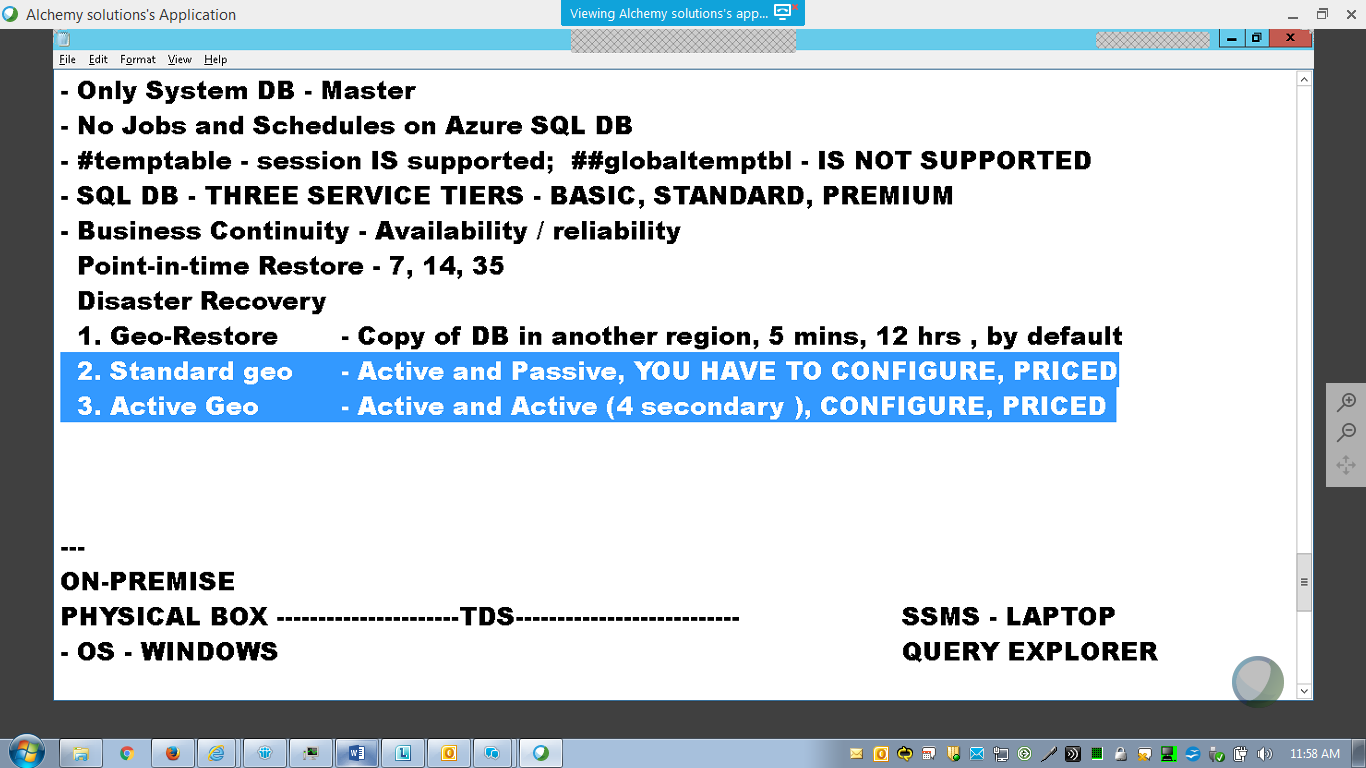 Alchemy solutions's Application
Viewing Alchemy solutions's app...
File Edit Format View Help
- Only System DB - Master
- No Jobs and Schedules on Azure SQL DB
- #temptable - session IS supported; ##globaltemptbl - IS NOT SUPPORTED
- SQL DB - THREE SERVICE TIERS - BASIC, STANDARD, PREMIUM
- Business Continuity - Availability / reliability
Point-in-time Restore - 7, 14, 35
Disaster Recovery
1. Geo-Restore - Copy of DB in another region, 5 mins, 12 hrs , by default
2. Standard geo - Active and Passive, YOU HAVE TO CONFIGURE, PRICED
3. Active Geo - Active and Active (4 secondary ), CONFIGURE, PRICED
---
ON-PREMISE
PHYSICAL BOX ----------------------TDS--------------------------- SSMS - LAPTOP
- OS - WINDOWS QUERY EXPLORER
11:58 AM